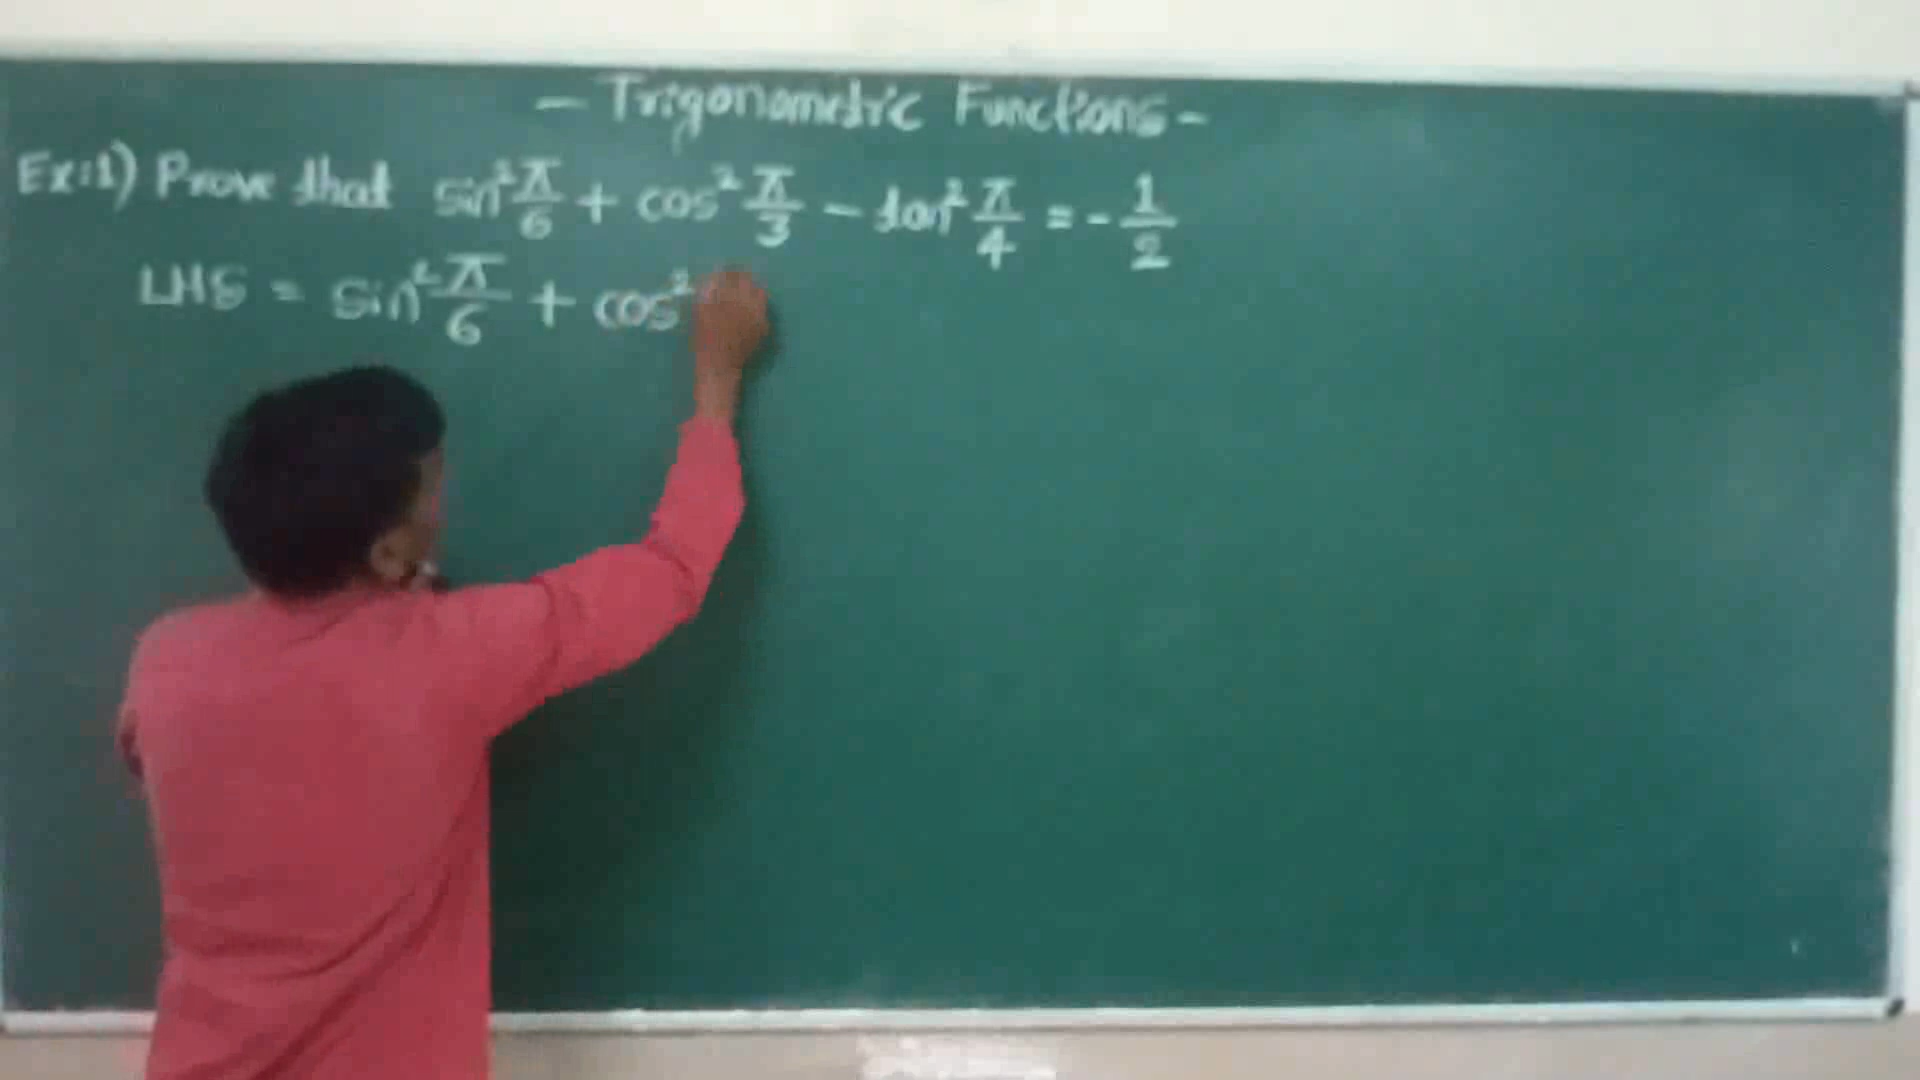 - Trigonometric Functions -
Ex:1) Prove that sin²π/6 + cos²π/3 - tan²π/4 = -1/2
LHS = sin²π/6 + cos²